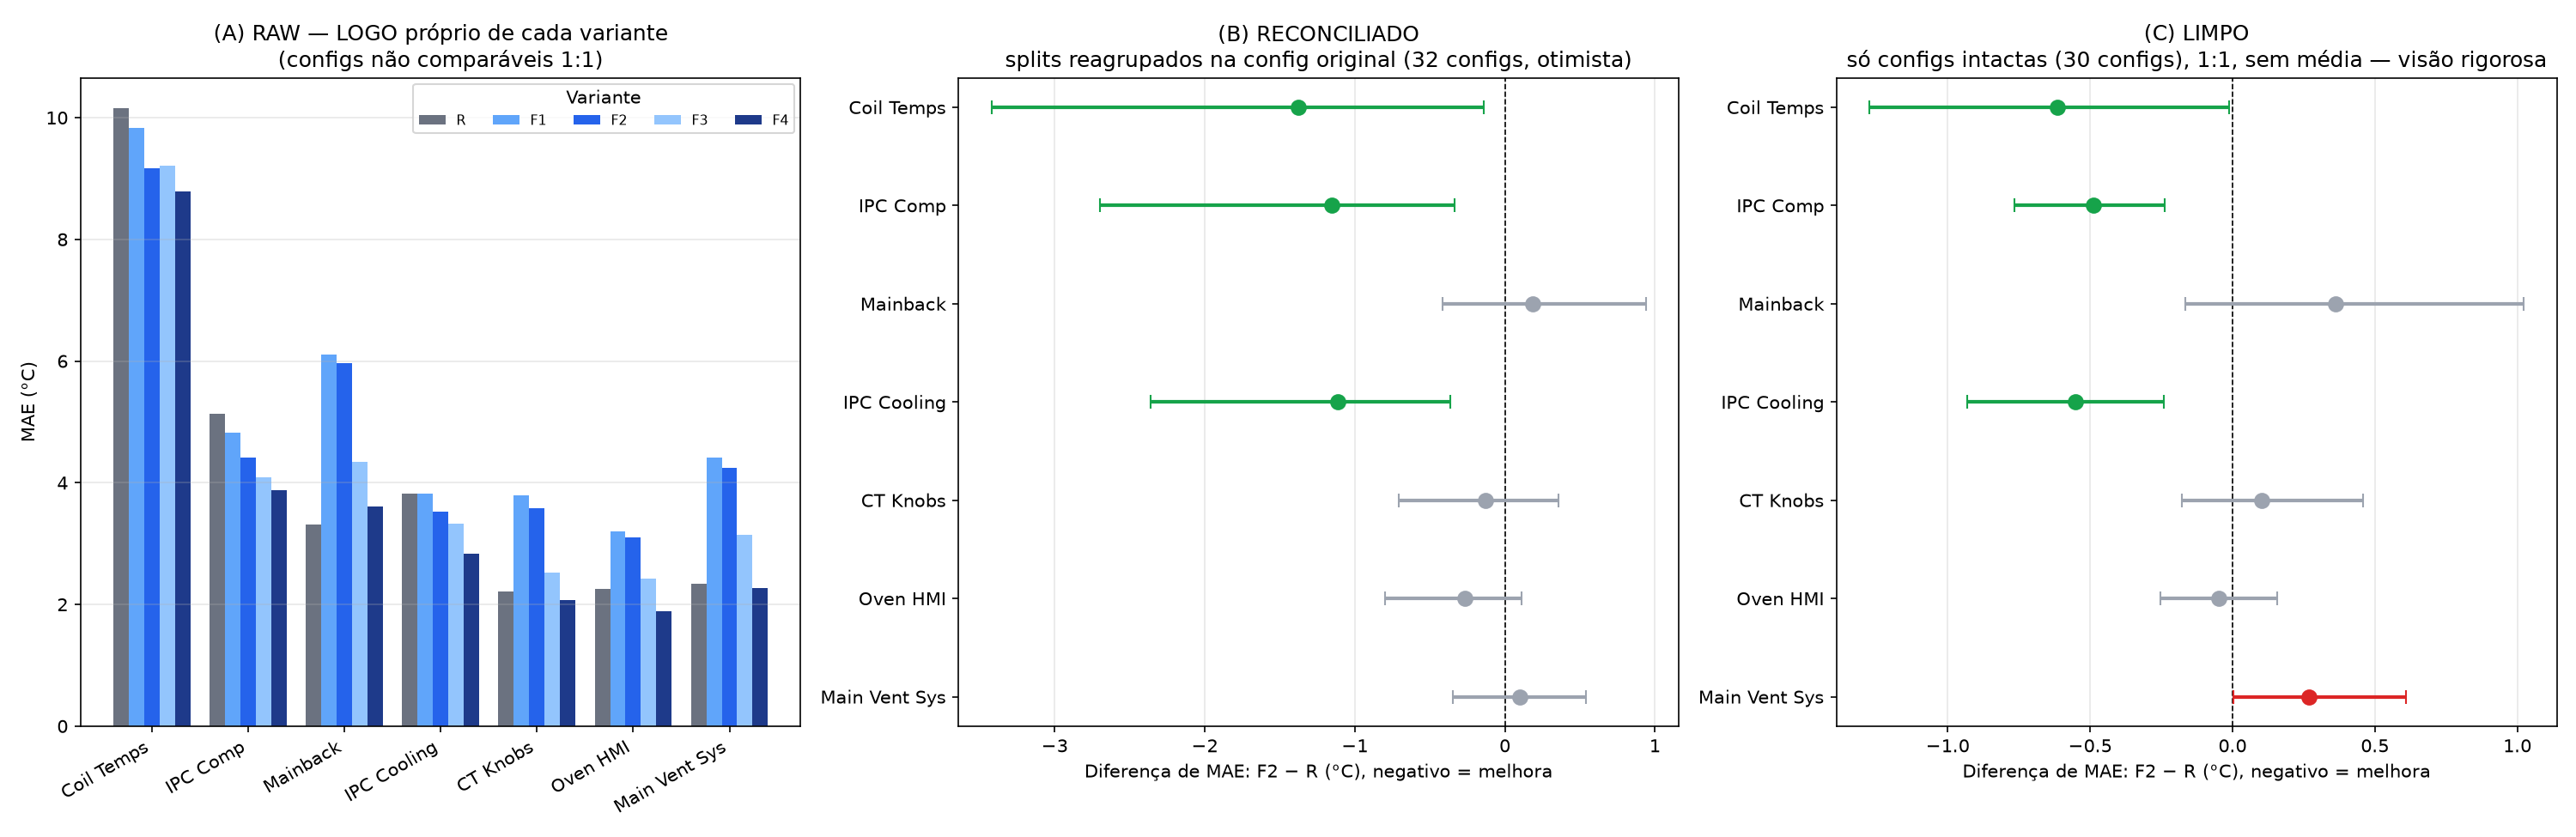 (A) RAW — LOGO próprio de cada variante
(configs não comparáveis 1:1)
Variante
R F1 F2 F3 F4
MAE (°C)
10
8
6
4
2
0
Coil Temps
IPC Comp
Mainback
IPC Cooling
CT Knobs
Oven HMI
Main Vent Sys
(B) RECONCILIADO
splits reagrupados na config original (32 configs, otimista)
Coil Temps
IPC Comp
Mainback
IPC Cooling
CT Knobs
Oven HMI
Main Vent Sys
−3 −2 −1 0 1
Diferença de MAE: F2 − R (°C), negativo = melhora
(C) LIMPO
só configs intactas (30 configs), 1:1, sem média — visão rigorosa
Coil Temps
IPC Comp
Mainback
IPC Cooling
CT Knobs
Oven HMI
Main Vent Sys
−1.0 −0.5 0.0 0.5 1.0
Diferença de MAE: F2 − R (°C), negativo = melhora